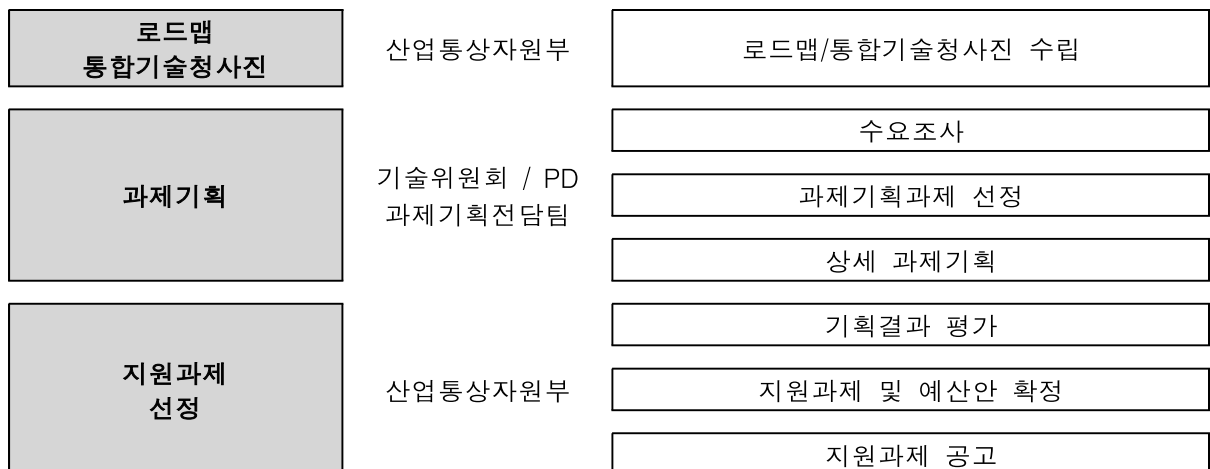 로드맵
통합기술청사진
산업통상자원부
로드맵/통합기술청사진 수립
과제기획
기술위원회 / PD
과제기획전담팀
수요조사
과제기획과제 선정
상세 과제기획
지원과제
선정
산업통상자원부
기획결과 평가
지원과제 및 예산안 확정
지원과제 공고